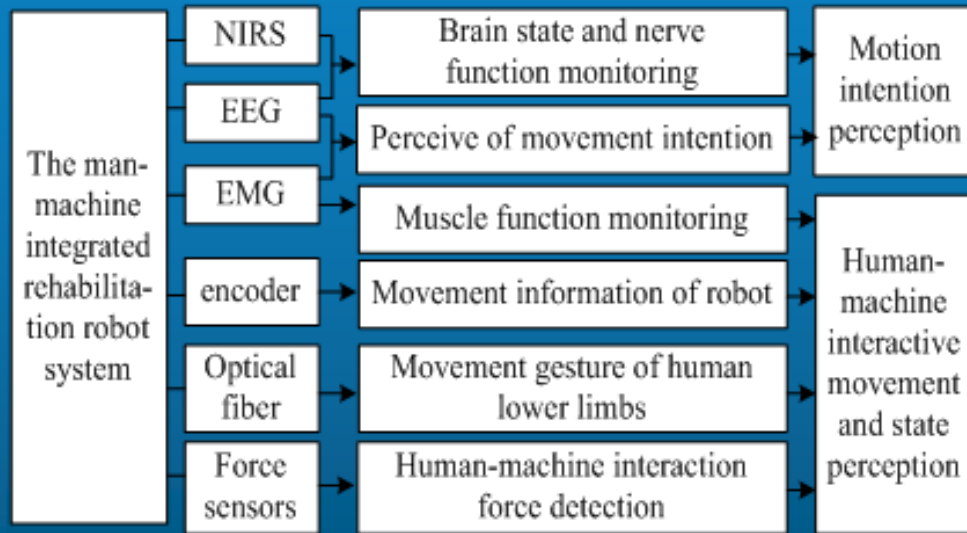 The man-
machine
integrated
rehabilita-
tion robot
system
NIRS
EEG
EMG
encoder
Optical
fiber
Force
sensors
Brain state and nerve
function monitoring
Perceive of movement intention
Muscle function monitoring
Movement information of robot
Movement gesture of human
lower limbs
Human-machine interaction
force detection
Motion
intention
perception
Human-
machine
interactive
movement
and state
perception